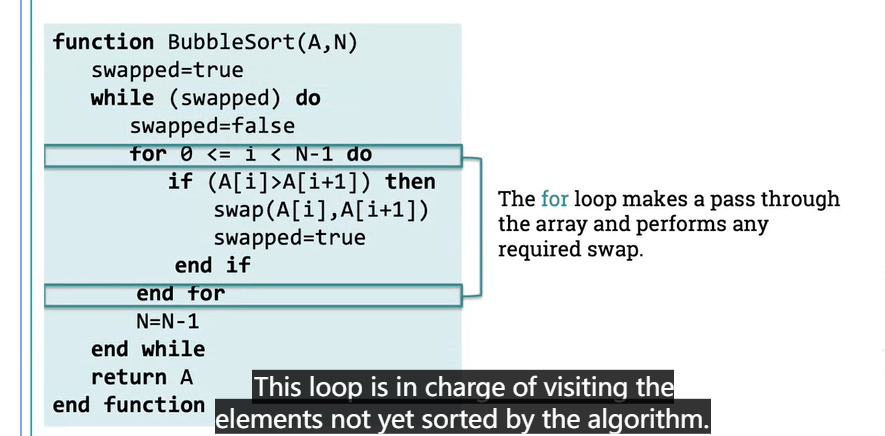 function BubbleSort(A,N)
swapped=true
while (swapped) do
swapped=false
for 0 <= i < N-1 do
if (A[i]>A[i+1]) then
swap(A[i],A[i+1])
swapped=true
end if
end for
N=N-1
end while
return A
end function
The for loop makes a pass through
the array and performs any
required swap.
This loop is in charge of visiting the
elements not yet sorted by the algorithm.